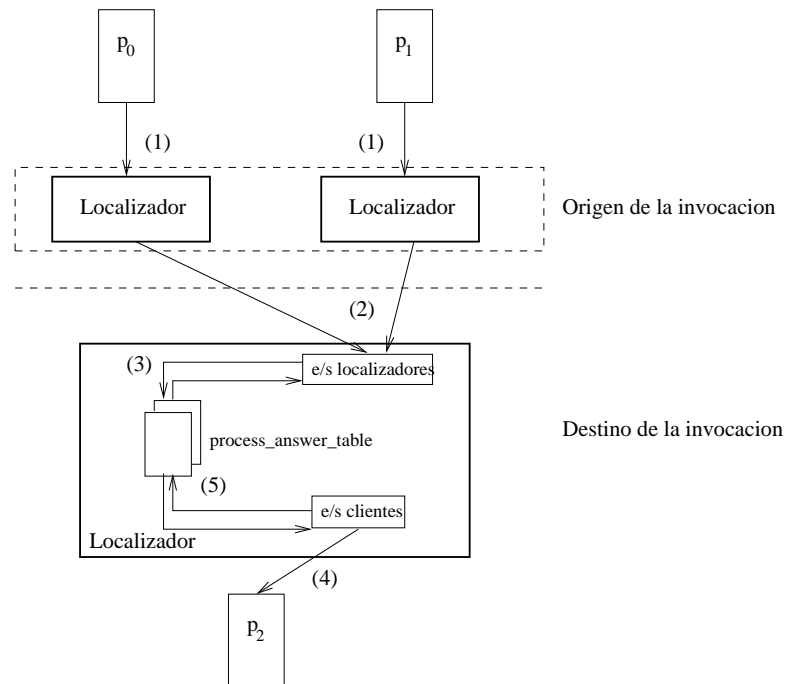 p0
p1
(1)
(1)
Localizador
Localizador
Origen de la invocacion
(2)
(3)
e/s localizadores
process_answer_table
Destino de la invocacion
(5)
e/s clientes
Localizador
(4)
p2